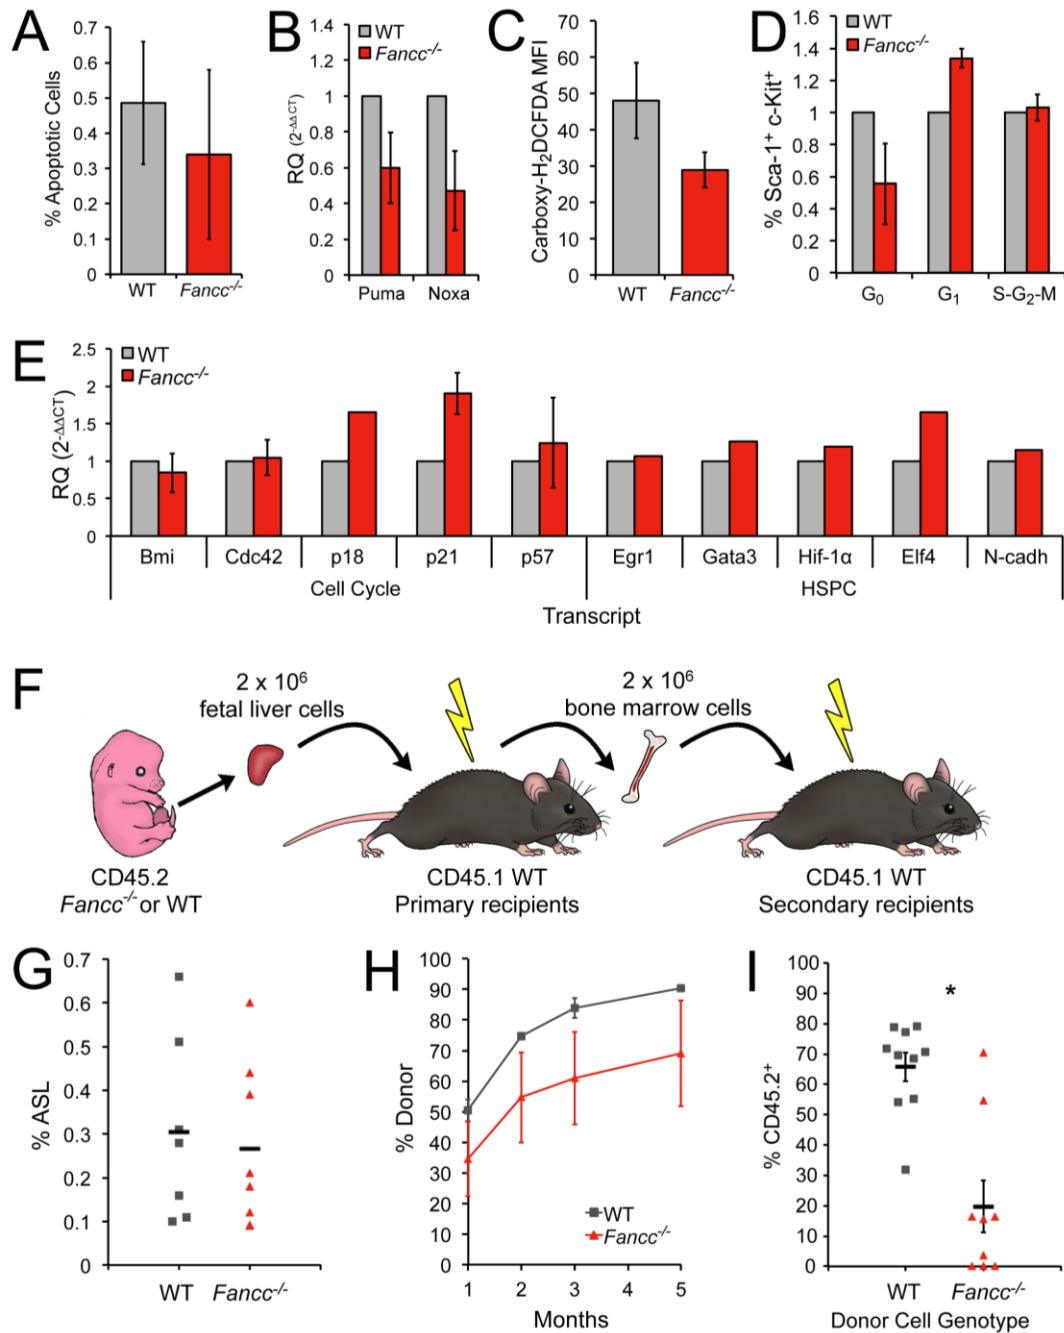 A
% Apoptotic Cells
0.7
0.6
0.5
0.4
0.3
0.2
0.1
0
WT
Fancc⁻/⁻
B
WT
Fancc⁻/⁻
RQ (2^-ΔΔCT)
1.4
1.2
1
0.8
0.6
0.4
0.2
0
Puma
Noxa
C
Carboxy-H₂DCFDA MFI
70
60
50
40
30
20
10
0
WT
Fancc⁻/⁻
D
WT
Fancc⁻/⁻
% Sca-1⁺ c-Kit⁺
1.6
1.4
1.2
1
0.8
0.6
0.4
0.2
0
G₀
G₁
S-G₂-M
E
WT
Fancc⁻/⁻
RQ (2^-ΔΔCT)
2.5
2
1.5
1
0.5
0
Bmi
Cdc42
p18
p21
p57
Egr1
Gata3
Hif-1α
Elf4
N-cadh
Cell Cycle
HSPC
Transcript
F
2 x 10⁶
fetal liver cells
2 x 10⁶
bone marrow cells
CD45.2
Fancc⁻/⁻ or WT
CD45.1 WT
Primary recipients
CD45.1 WT
Secondary recipients
G
% ASL
0.7
0.6
0.5
0.4
0.3
0.2
0.1
0
WT
Fancc⁻/⁻
H
% Donor
100
90
80
70
60
50
40
30
20
10
0
WT
Fancc⁻/⁻
1
2
3
4
5
Months
I
% CD45.2⁺
100
90
80
70
60
50
40
30
20
10
0
*
WT
Fancc⁻/⁻
Donor Cell Genotype